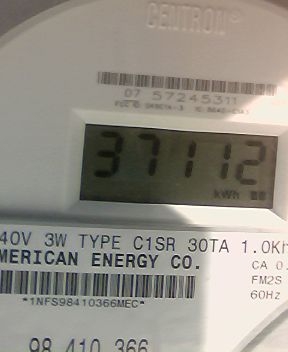 CENTRON®
07 57245311
37112
kWh
40V 3W TYPE C1SR 30TA 1.0Kh
MERICAN ENERGY CO.
CA 0.
FM2S
60Hz
*1NFS98410366MEC*
98 410 366